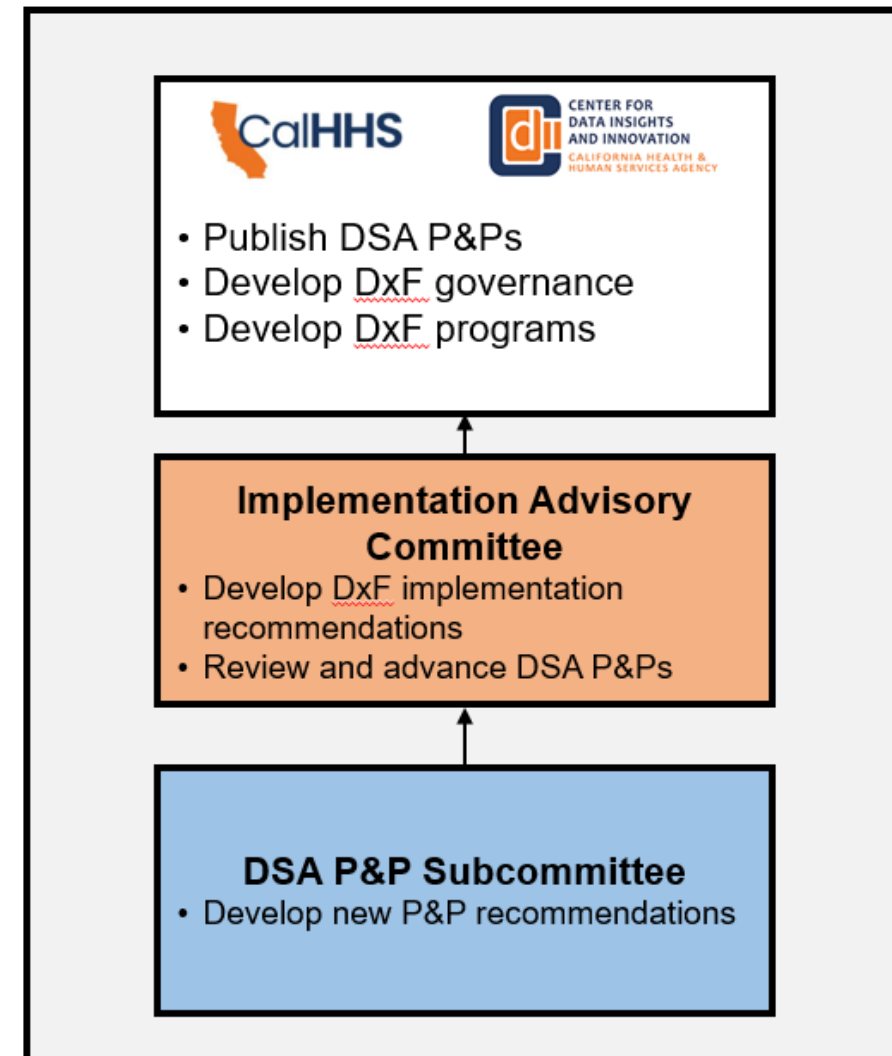 CalHHS
CENTER FOR
DATA INSIGHTS
AND INNOVATION
CALIFORNIA HEALTH &
HUMAN SERVICES AGENCY
• Publish DSA P&Ps
• Develop DxF governance
• Develop DxF programs
Implementation Advisory
Committee
• Develop DxF implementation
recommendations
• Review and advance DSA P&Ps
DSA P&P Subcommittee
• Develop new P&P recommendations